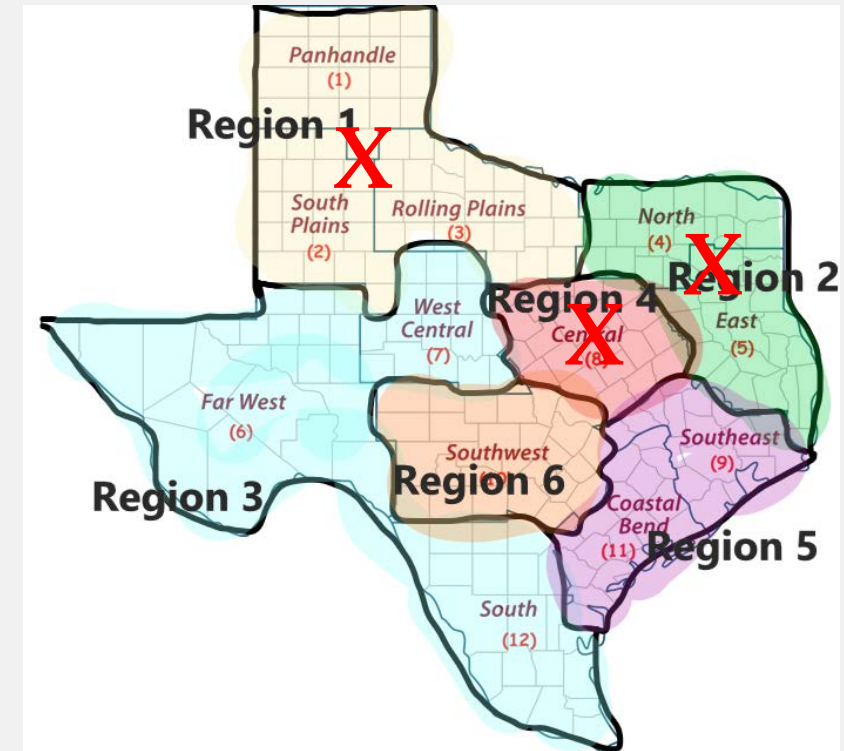 Panhandle
(1)
Region 1
X
South
Plains
(2)
Rolling Plains
(3)
North
(4)
X
Region 2
East
(5)
West
Central
(7)
Region 4
X
Central
(8)
Far West
(6)
Region 3
Southwest
Region 6
Southeast
(9)
Coastal
Bend
(11)
Region 5
South
(12)